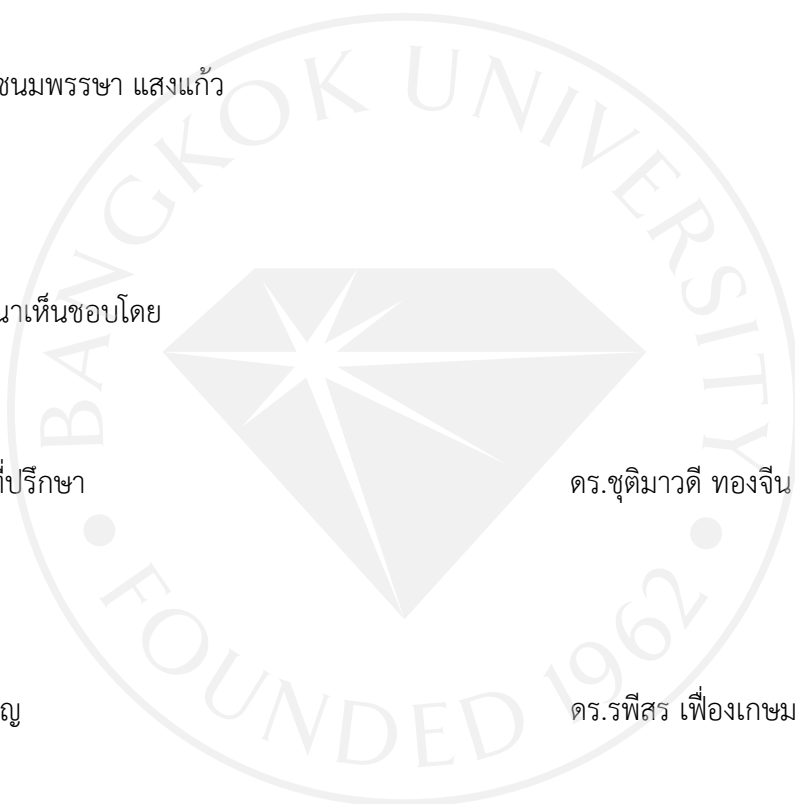 ชนมพรรษา แสงแก้ว
นาเห็นชอบโดย
ที่ปรึกษา ดร.ชุติมาวดี ทองจีน
ญ ดร.รพีสร เฟื่องเกษม
BANGKOK UNIVERSITY
• FOUNDED 1962 •